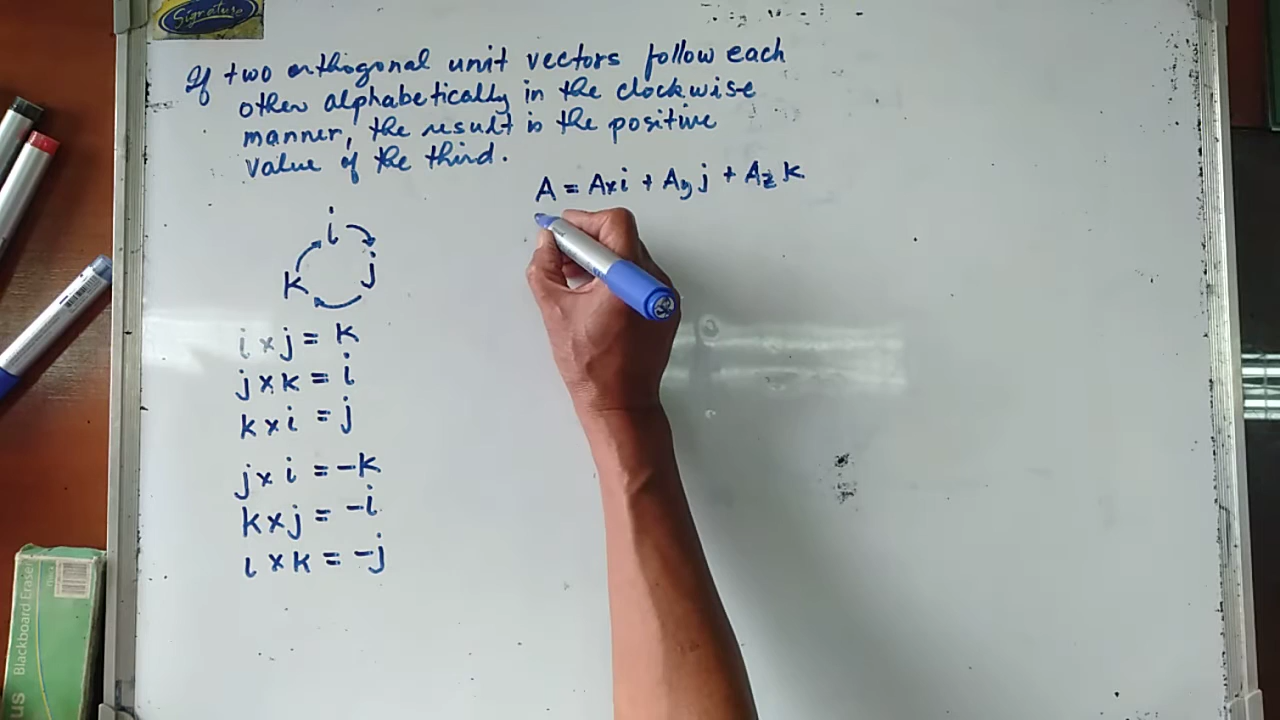 Signature
If two orthogonal unit vectors follow each
other alphabetically in the clockwise
manner, the result is the positive
value of the third.
A = Axi + Ayj + Azk
i
k j
i × j = k
j × k = i
k × i = j
j × i = -k
k × j = -i
i × k = -j
Blackboard Eraser
us